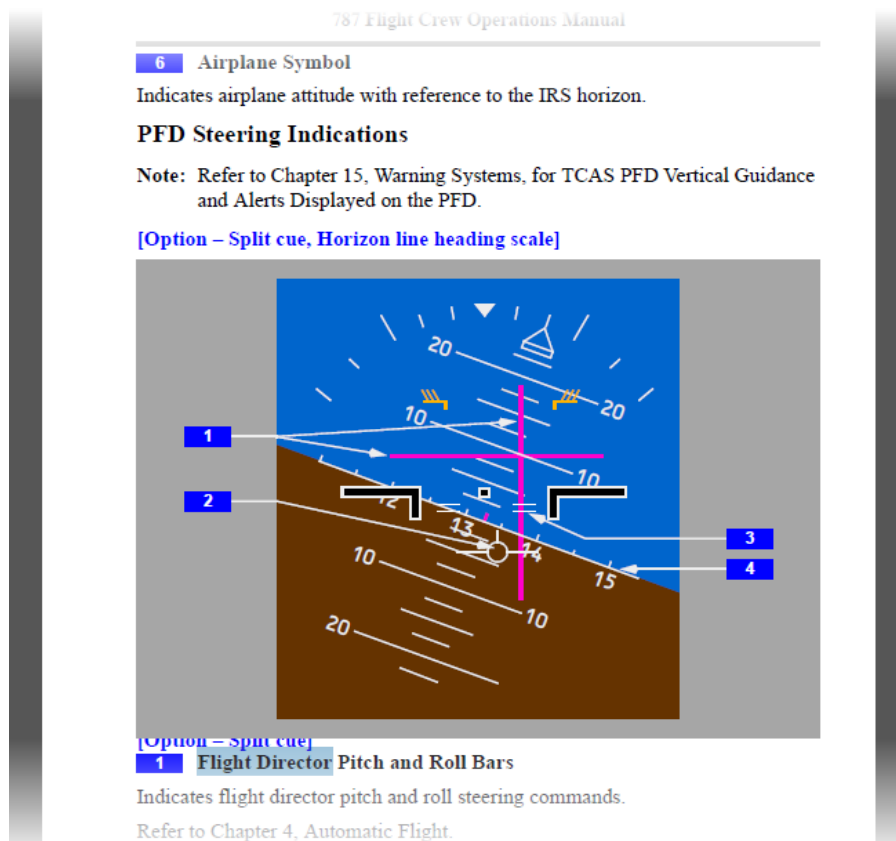 787 Flight Crew Operations Manual
6 Airplane Symbol
Indicates airplane attitude with reference to the IRS horizon.
PFD Steering Indications
Note: Refer to Chapter 15, Warning Systems, for TCAS PFD Vertical Guidance
and Alerts Displayed on the PFD.
[Option – Split cue, Horizon line heading scale]
20
20
10
1
10
12
2
13
3
14
4
10
15
10
20
[Option – Split cue]
1 Flight Director Pitch and Roll Bars
Indicates flight director pitch and roll steering commands.
Refer to Chapter 4, Automatic Flight.